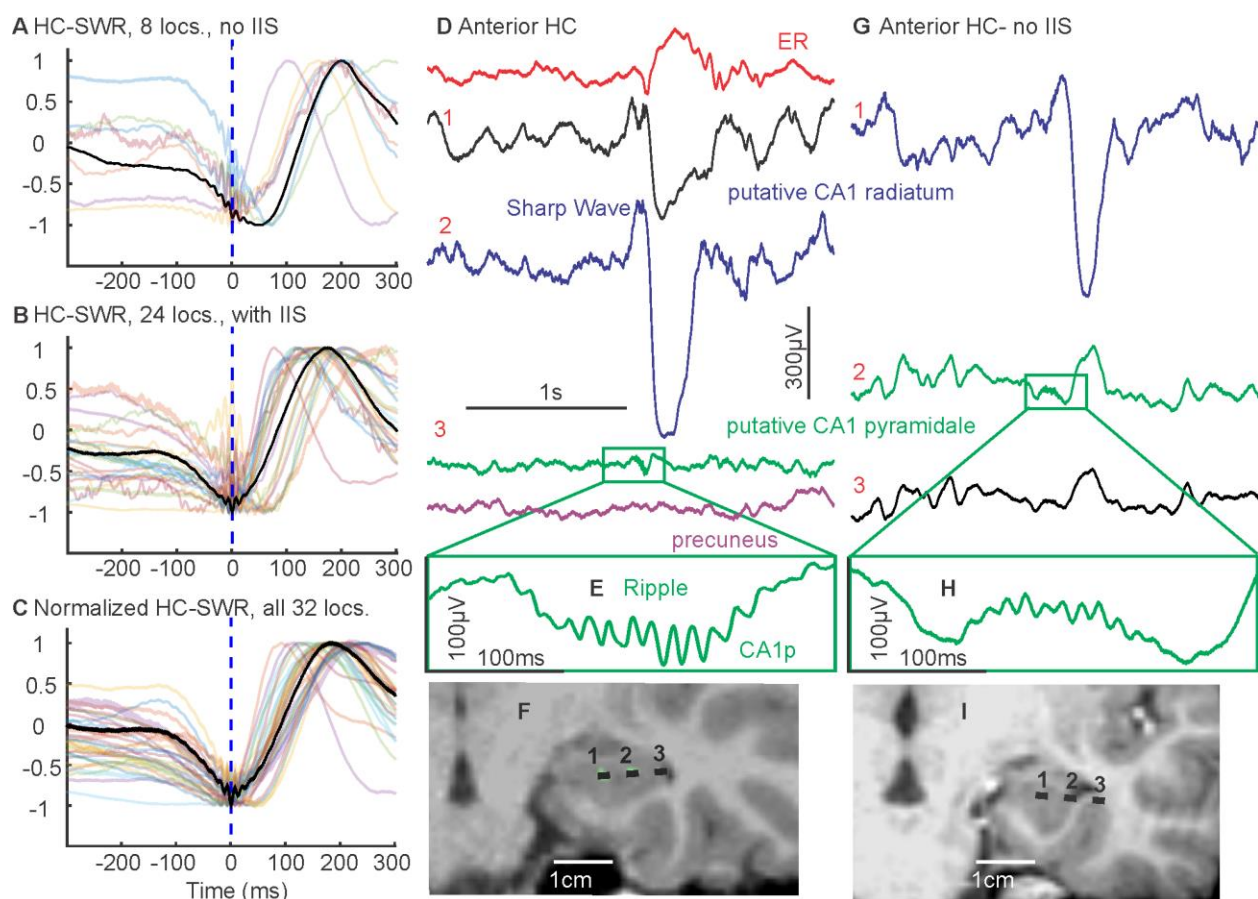 A HC-SWR, 8 locs., no IIS
1
0.5
0
-0.5
-1
-200 -100 0 100 200 300
B HC-SWR, 24 locs., with IIS
1
0.5
0
-0.5
-1
-200 -100 0 100 200 300
C Normalized HC-SWR, all 32 locs.
1
0.5
0
-0.5
-1
-200 -100 0 100 200 300
Time (ms)
D Anterior HC
ER
1
putative CA1 radiatum
Sharp Wave
2
300µV
1s
3
putative CA1 pyramidale
precuneus
E
Ripple
CA1p
100µV
100ms
F
1 2 3
1cm
G Anterior HC- no IIS
1
2
3
H
100µV
100ms
I
1 2 3
1cm